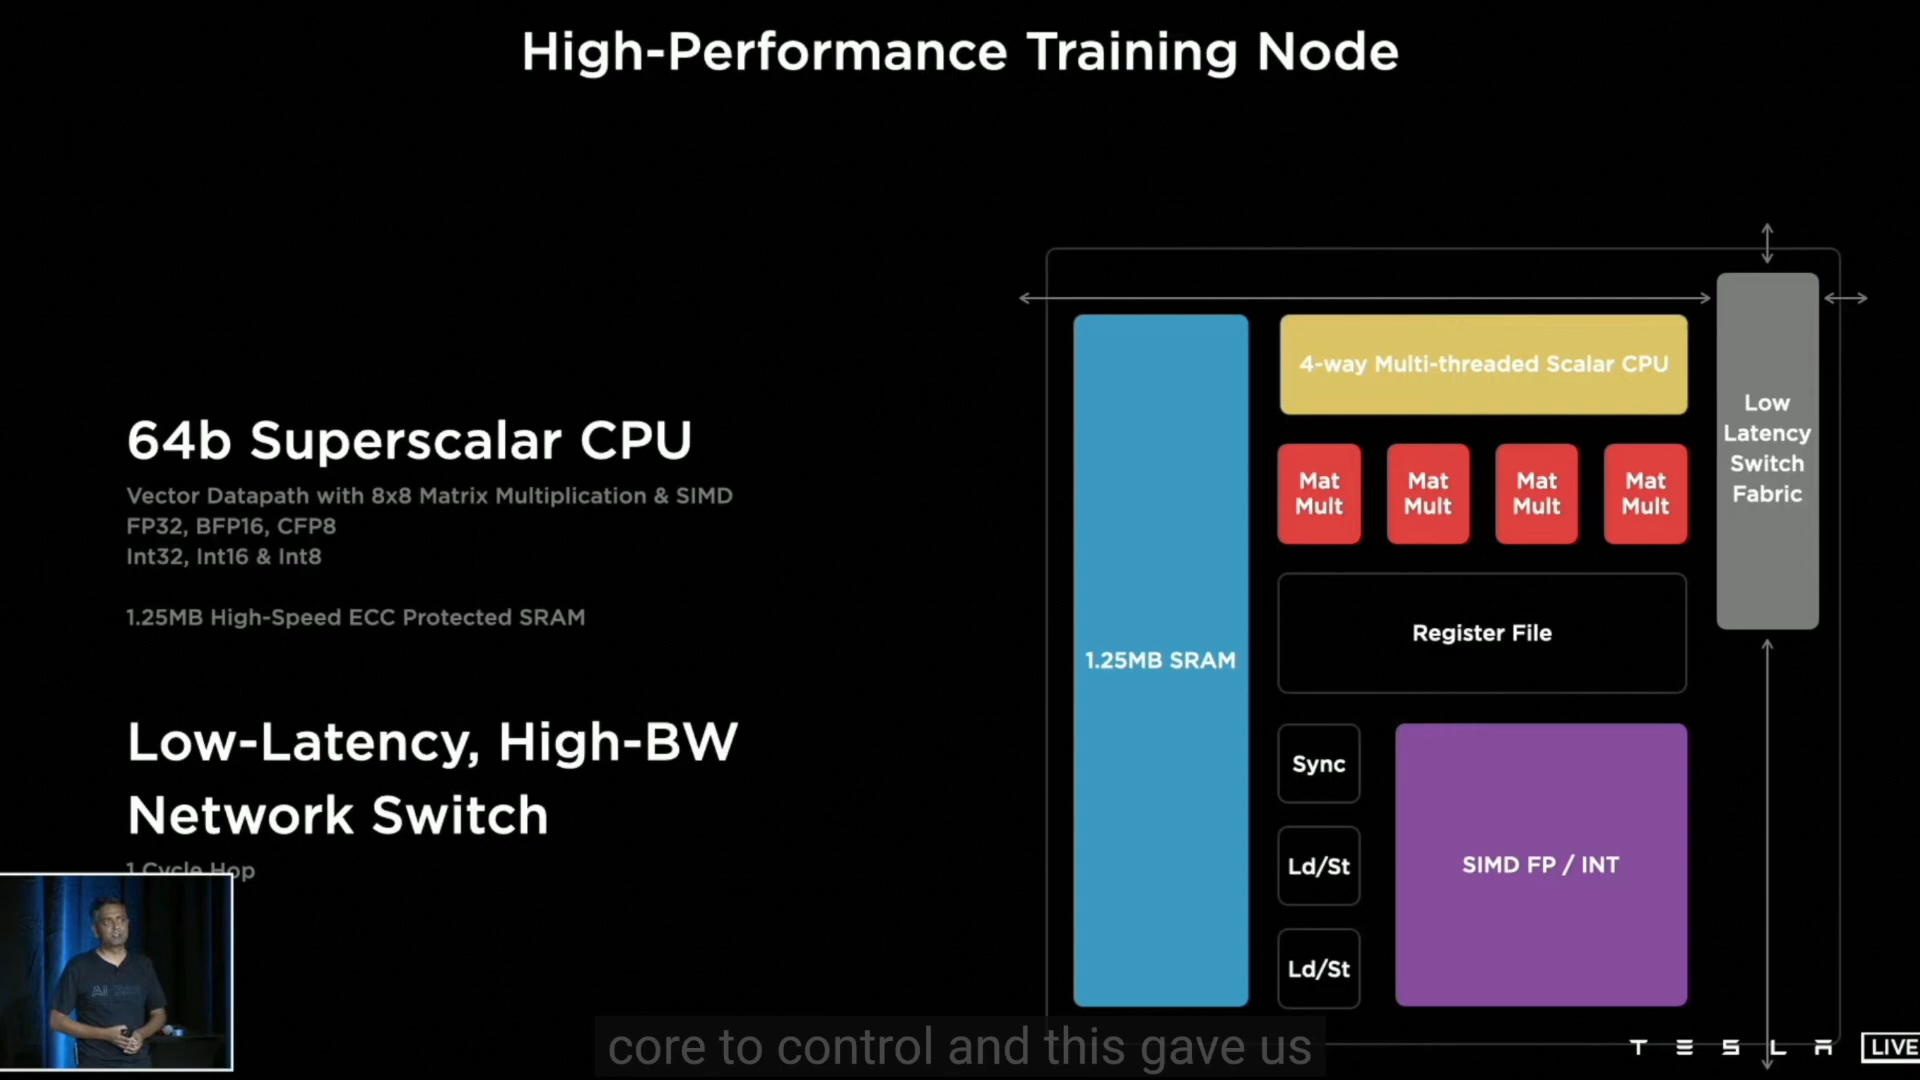 High-Performance Training Node
64b Superscalar CPU
Vector Datapath with 8x8 Matrix Multiplication & SIMD
FP32, BFP16, CFP8
Int32, Int16 & Int8
1.25MB High-Speed ECC Protected SRAM
Low-Latency, High-BW
Network Switch
1 Cycle Hop
1.25MB SRAM
4-way Multi-threaded Scalar CPU
Mat
Mult
Mat
Mult
Mat
Mult
Mat
Mult
Register File
Sync
Ld/St
Ld/St
SIMD FP / INT
Low
Latency
Switch
Fabric
AI
core to control and this gave us
TESLA
LIVE